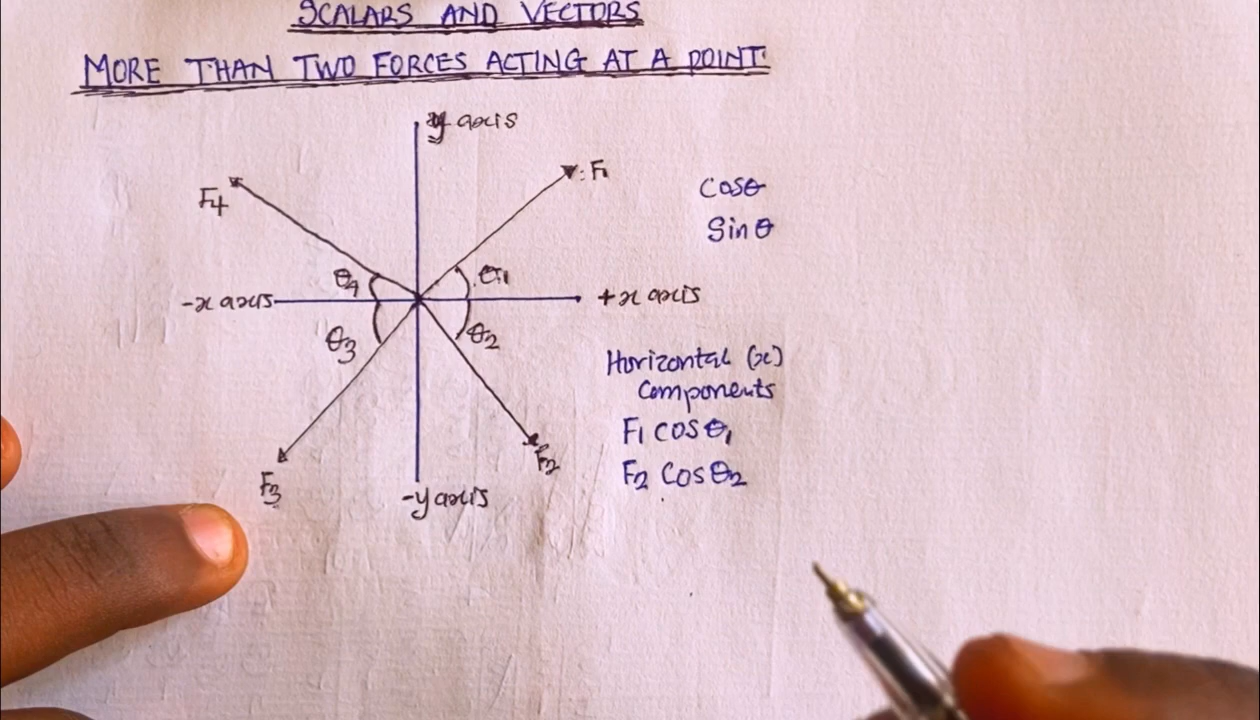 SCALARS AND VECTORS
MORE THAN TWO FORCES ACTING AT A POINT.
y axis
F1
F4
Cosθ
Sinθ
θ4
θ1
-x axis
+x axis
θ3
θ2
Horizontal (x)
Components
F1 cosθ1
F2 Cosθ2
F2
F3
-y axis